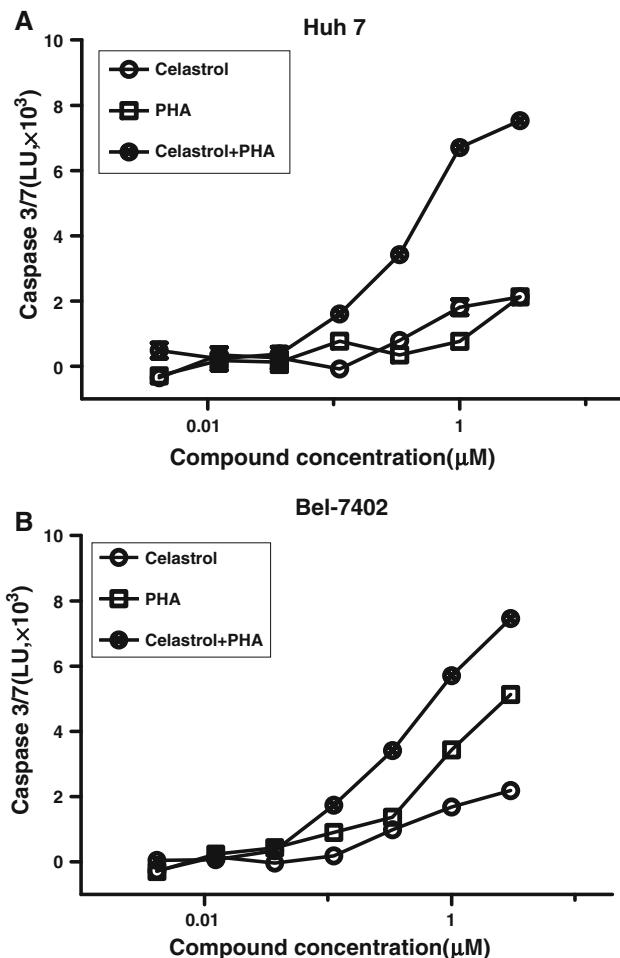 A
Huh 7
Celastrol
PHA
Celastrol+PHA
Caspase 3/7(LU,×10³)
10
8
6
4
2
0
0.01
1
Compound concentration(μM)
B
Bel-7402
Celastrol
PHA
Celastrol+PHA
Caspase 3/7(LU,×10³)
10
8
6
4
2
0
0.01
1
Compound concentration(μM)